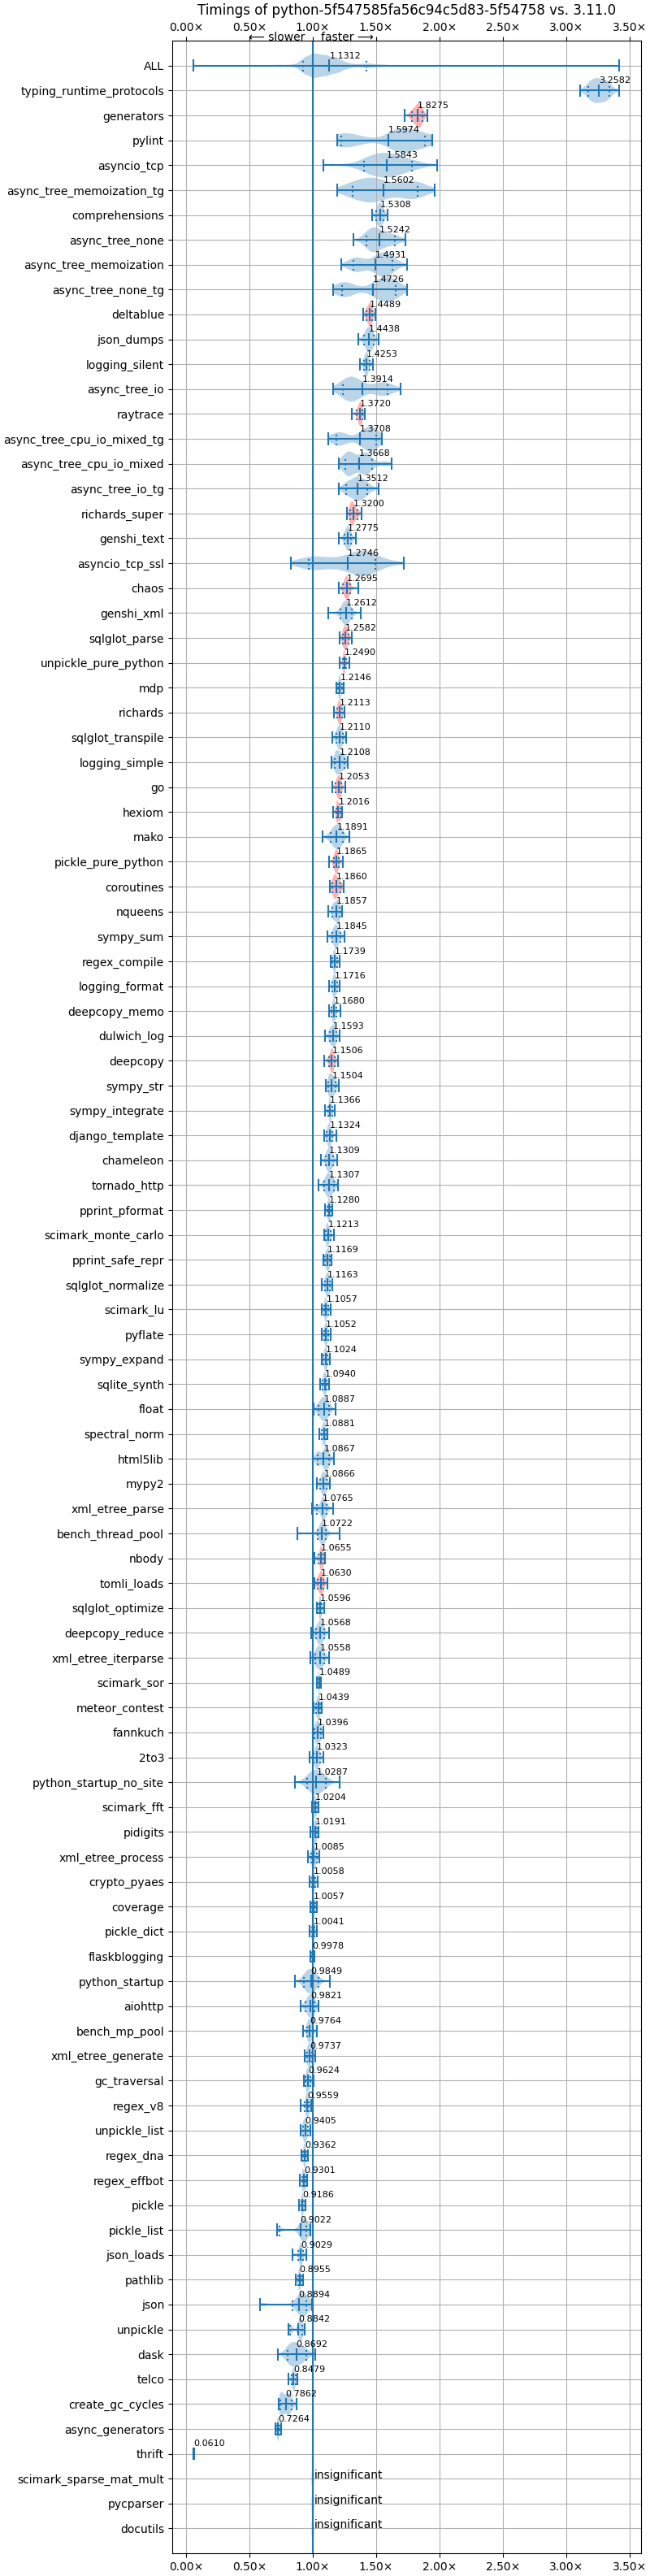 Timings of python-5f547585fa56c94c5d83-5f54758 vs. 3.11.0
0.00× 0.50× 1.00× 1.50× 2.00× 2.50× 3.00× 3.50×
⟵ slower faster ⟶
ALL 1.1312
typing_runtime_protocols 3.2582
generators 1.8275
pylint 1.5974
asyncio_tcp 1.5843
async_tree_memoization_tg 1.5602
comprehensions 1.5308
async_tree_none 1.5242
async_tree_memoization 1.4931
async_tree_none_tg 1.4726
deltablue 1.4489
json_dumps 1.4438
logging_silent 1.4253
async_tree_io 1.3914
raytrace 1.3720
async_tree_cpu_io_mixed_tg 1.3708
async_tree_cpu_io_mixed 1.3668
async_tree_io_tg 1.3512
richards_super 1.3200
genshi_text 1.2775
asyncio_tcp_ssl 1.2746
chaos 1.2695
genshi_xml 1.2612
sqlglot_parse 1.2582
unpickle_pure_python 1.2490
mdp 1.2146
richards 1.2113
sqlglot_transpile 1.2110
logging_simple 1.2108
go 1.2053
hexiom 1.2016
mako 1.1891
pickle_pure_python 1.1865
coroutines 1.1860
nqueens 1.1857
sympy_sum 1.1845
regex_compile 1.1739
logging_format 1.1716
deepcopy_memo 1.1680
dulwich_log 1.1593
deepcopy 1.1506
sympy_str 1.1504
sympy_integrate 1.1366
django_template 1.1324
chameleon 1.1309
tornado_http 1.1307
pprint_pformat 1.1280
scimark_monte_carlo 1.1213
pprint_safe_repr 1.1169
sqlglot_normalize 1.1163
scimark_lu 1.1057
pyflate 1.1052
sympy_expand 1.1024
sqlite_synth 1.0940
float 1.0887
spectral_norm 1.0881
html5lib 1.0867
mypy2 1.0866
xml_etree_parse 1.0765
bench_thread_pool 1.0722
nbody 1.0655
tomli_loads 1.0630
sqlglot_optimize 1.0596
deepcopy_reduce 1.0568
xml_etree_iterparse 1.0558
scimark_sor 1.0489
meteor_contest 1.0439
fannkuch 1.0396
2to3 1.0323
python_startup_no_site 1.0287
scimark_fft 1.0204
pidigits 1.0191
xml_etree_process 1.0085
crypto_pyaes 1.0058
coverage 1.0057
pickle_dict 1.0041
flaskblogging 0.9978
python_startup 0.9849
aiohttp 0.9821
bench_mp_pool 0.9764
xml_etree_generate 0.9737
gc_traversal 0.9624
regex_v8 0.9559
unpickle_list 0.9405
regex_dna 0.9362
regex_effbot 0.9301
pickle 0.9186
pickle_list 0.9022
json_loads 0.9029
pathlib 0.8955
json 0.8894
unpickle 0.8842
dask 0.8692
telco 0.8479
create_gc_cycles 0.7862
async_generators 0.7264
thrift 0.0610
scimark_sparse_mat_mult insignificant
pycparser insignificant
docutils insignificant
0.00× 0.50× 1.00× 1.50× 2.00× 2.50× 3.00× 3.50×